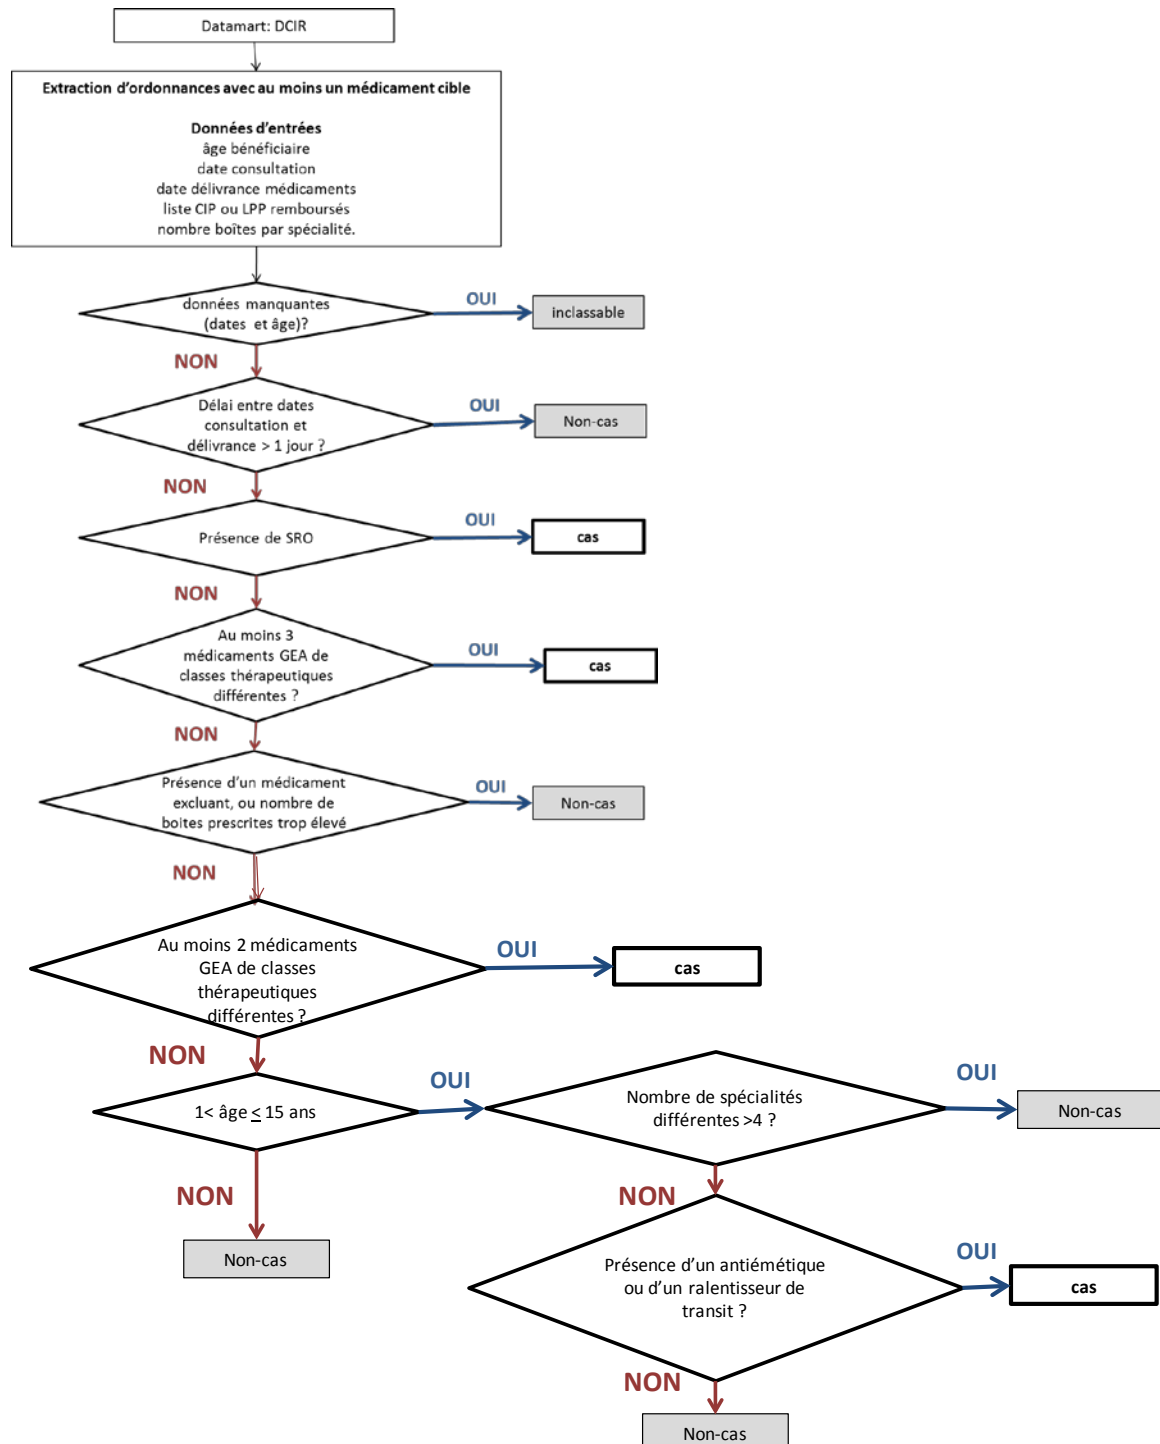 Datamart: DCIR
Extraction d’ordonnances avec au moins un médicament cible
Données d’entrées
âge bénéficiaire
date consultation
date délivrance médicaments
liste CIP ou LPP remboursés
nombre boîtes par spécialité.
données manquantes
(dates et âge)?
OUI
inclassable
NON
Délai entre dates
consultation et
délivrance > 1 jour ?
OUI
Non-cas
NON
Présence de SRO
OUI
cas
NON
Au moins 3
médicaments GEA de
classes thérapeutiques
différentes ?
OUI
cas
NON
Présence d’un médicament
excluant, ou nombre de
boites prescrites trop élevé
OUI
Non-cas
NON
Au moins 2 médicaments
GEA de classes
thérapeutiques
différentes ?
OUI
cas
NON
1< âge ≤ 15 ans
OUI
Nombre de spécialités
différentes >4 ?
OUI
Non-cas
NON
Non-cas
NON
Présence d’un antiémétique
ou d’un ralentisseur de
transit ?
OUI
cas
NON
Non-cas